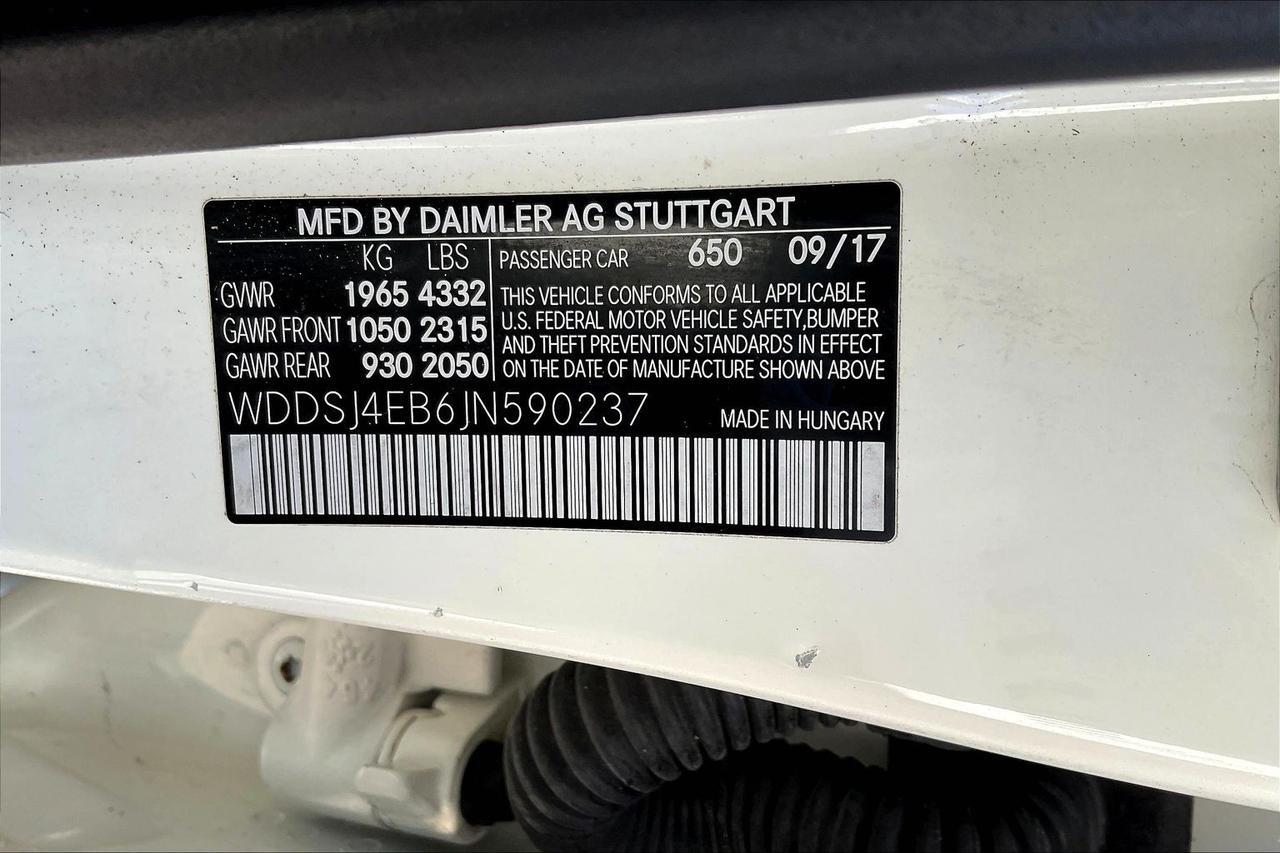 MFD BY DAIMLER AG STUTTGART
KG LBS
GVWR 1965 4332
GAWR FRONT 1050 2315
GAWR REAR 930 2050
PASSENGER CAR 650 09/17
THIS VEHICLE CONFORMS TO ALL APPLICABLE
U.S. FEDERAL MOTOR VEHICLE SAFETY,BUMPER
AND THEFT PREVENTION STANDARDS IN EFFECT
ON THE DATE OF MANUFACTURE SHOWN ABOVE
WDDSJ4EB6JN590237
MADE IN HUNGARY